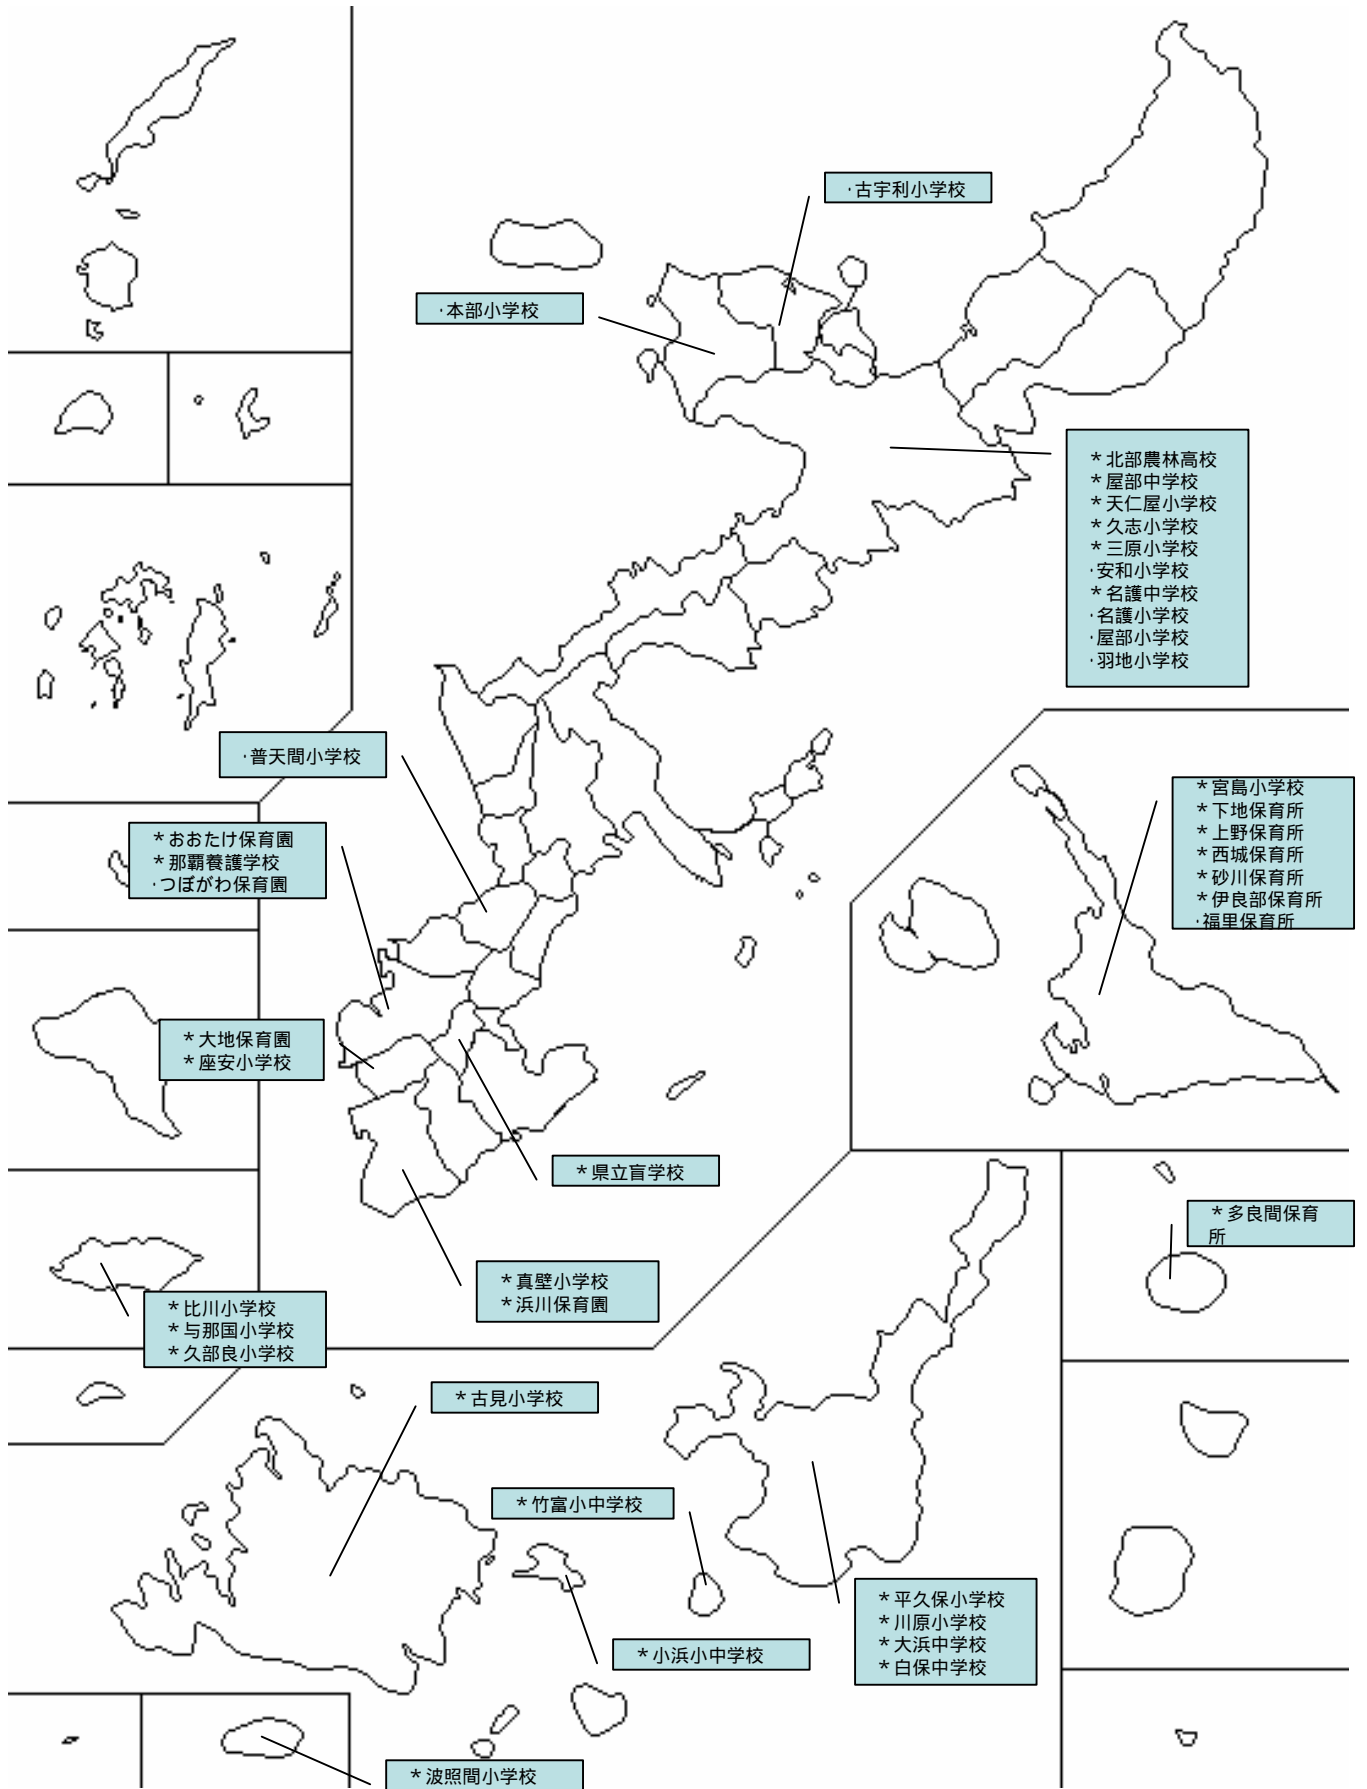 ·古宇利小学校
·本部小学校
*北部農林高校
*屋部中学校
*天仁屋小学校
*久志小学校
*三原小学校
·安和小学校
*名護中学校
·名護小学校
·屋部小学校
·羽地小学校
·普天間小学校
*宮島小学校
*下地保育所
*上野保育所
*西城保育所
*砂川保育所
*伊良部保育所
·福里保育所
*おおたけ保育園
*那覇養護学校
·つぼがわ保育園
*大地保育園
*座安小学校
*県立盲学校
*多良間保育
所
*真壁小学校
*浜川保育園
*比川小学校
*与那国小学校
*久部良小学校
*古見小学校
*竹富小中学校
*平久保小学校
*川原小学校
*大浜中学校
*白保中学校
*小浜小中学校
*波照間小学校